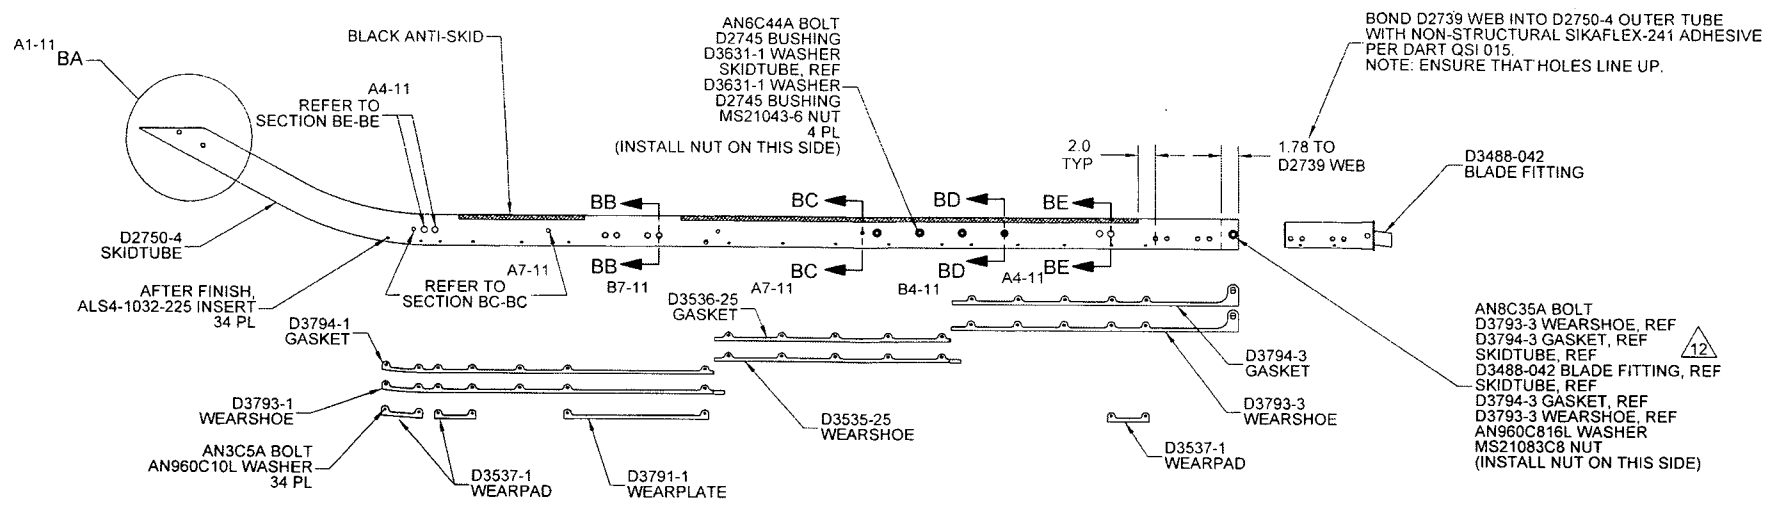 A1-11
BA
BLACK ANTI-SKID
A4-11
REFER TO
SECTION BE-BE
AN6C44A BOLT
D2745 BUSHING
D3631-1 WASHER
SKIDTUBE, REF
D3631-1 WASHER
D2745 BUSHING
MS21043-6 NUT
4 PL
(INSTALL NUT ON THIS SIDE)
BOND D2739 WEB INTO D2750-4 OUTER TUBE
WITH NON-STRUCTURAL SIKAFLEX-241 ADHESIVE
PER DART QSI 015.
NOTE: ENSURE THAT HOLES LINE UP.
2.0
TYP
1.78 TO
D2739 WEB
D3488-042
BLADE FITTING
BB
BC
BD
BE
D2750-4
SKIDTUBE
BB
BC
BD
BE
A7-11
B7-11
A7-11
B4-11
A4-11
REFER TO
SECTION BC-BC
AFTER FINISH,
ALS4-1032-225 INSERT
34 PL
D3794-1
GASKET
D3536-25
GASKET
D3794-3
GASKET
D3793-1
WEARSHOE
D3535-25
WEARSHOE
D3793-3
WEARSHOE
AN3C5A BOLT
AN960C10L WASHER
34 PL
D3537-1
WEARPAD
D3791-1
WEARPLATE
D3537-1
WEARPAD
AN8C35A BOLT
D3793-3 WEARSHOE, REF
D3794-3 GASKET, REF
SKIDTUBE, REF
D3488-042 BLADE FITTING, REF
SKIDTUBE, REF
D3794-3 GASKET, REF
D3793-3 WEARSHOE, REF
AN960C816L WASHER
MS21083C8 NUT
(INSTALL NUT ON THIS SIDE)
12